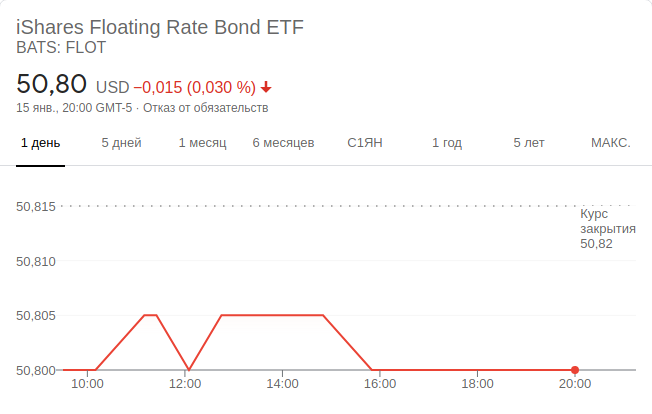 iShares Floating Rate Bond ETF
BATS: FLOT
50,80 USD −0,015 (0,030 %)
15 янв., 20:00 GMT-5 · Отказ от обязательств
1 день 5 дней 1 месяц 6 месяцев С1ЯН 1 год 5 лет МАКС.
50,815
Курс
закрытия
50,82
50,810
50,805
50,800
10:00 12:00 14:00 16:00 18:00 20:00